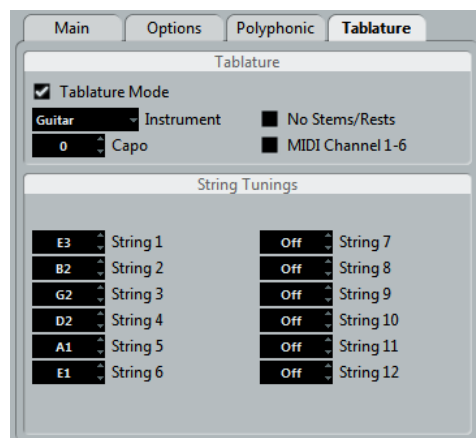 Main Options Polyphonic Tablature
Tablature
Tablature Mode
Guitar Instrument No Stems/Rests
0 Capo MIDI Channel 1-6
String Tunings
E3 String 1 Off String 7
B2 String 2 Off String 8
G2 String 3 Off String 9
D2 String 4 Off String 10
A1 String 5 Off String 11
E1 String 6 Off String 12